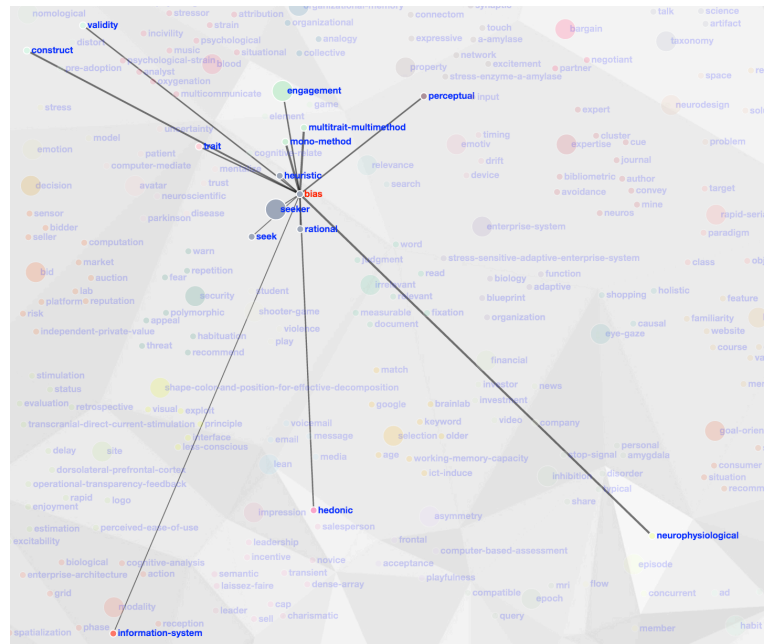 nomological
stressor
attribution
organizational-memory
connectom
touch
talk
science
validity
incivility
strain
organizational
expressive
a-amylase
bargain
artifact
distort
music
situational
analogy
collective
network
taxonomy
construct
psychological-strain
blood
excitement
negotiant
pre-adoption
analyst
property
partner
oxygenation
stress-enzyme-a-amylase
space
multicommunicate
engagement
perceptual
input
stress
game
expert
neurodesign
element
uncertainty
multitrait-multimethod
timing
cluster
model
mono-method
emotiv
expertise
cue
problem
emotion
trait
cognitive-relate
drift
journal
patient
relevance
bibliometric
author
computer-mediate
heuristic
device
decision
avatar
trust
search
avoidance
convey
target
neuroscientific
bias
mine
sensor
disease
seeker
neuros
rapid-seria
bidder
parkinson
enterprise-system
seller
computation
seek
rational
paradigm
warn
word
market
judgment
stress-sensitive-adaptive-enterprise-system
class
bid
auction
fear
repetition
read
biology
function
irrelevant
adaptive
lab
security
student
relevant
blueprint
shopping
holistic
platform
reputation
feature
risk
polymorphic
shooter-game
measurable
fixation
organization
familiarity
appeal
document
causal
independent-private-value
violence
eye-gaze
website
habituation
play
threat
course
recommend
financial
stimulation
match
status
shape-color-and-position-for-effective-decomposition
investor
news
evaluation
retrospective
visual
exploit
google
brainlab
investment
transcranial-direct-current-stimulation
principle
voicemail
keyword
video
company
interface
email
message
selection
older
goal-orien
delay
site
less-conscious
personal
media
age
working-memory-capacity
stop-signal
amygdala
dorsolateral-prefrontal-cortex
lean
consumer
operational-transparency-feedback
ict-induce
inhibition
disorder
situation
rapid
logo
typical
recomm
enjoyment
share
impression
hedonic
asymmetry
estimation
perceived-ease-of-use
salesperson
neurophysiological
excitability
leadership
frontal
computer-based-assessment
biological
cognitive-analysis
incentive
novice
acceptance
episode
enterprise-architecture
action
semantic
transient
playfulness
mri
flow
laissez-faire
dense-array
grid
compatible
epoch
concurrent
ad
modality
leader
cap
spatialization
phase
information-system
reception
sell
charismatic
query
member
habit